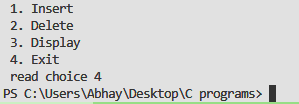 1. Insert
2. Delete
3. Display
4. Exit
read choice 4
PS C:\Users\Abhay\Desktop\C programs>